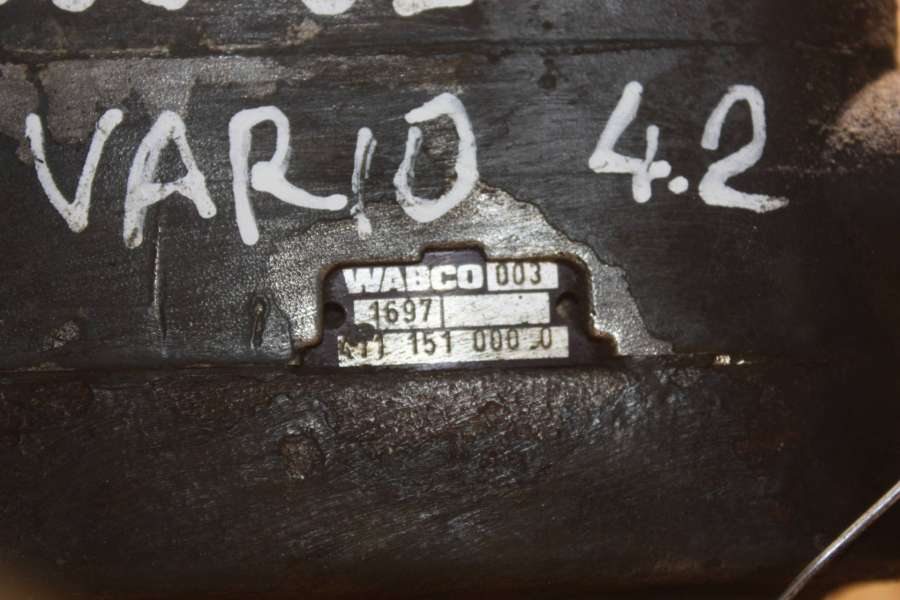 VARIO 4.2
WABCO 003
1697
411 151 000 0